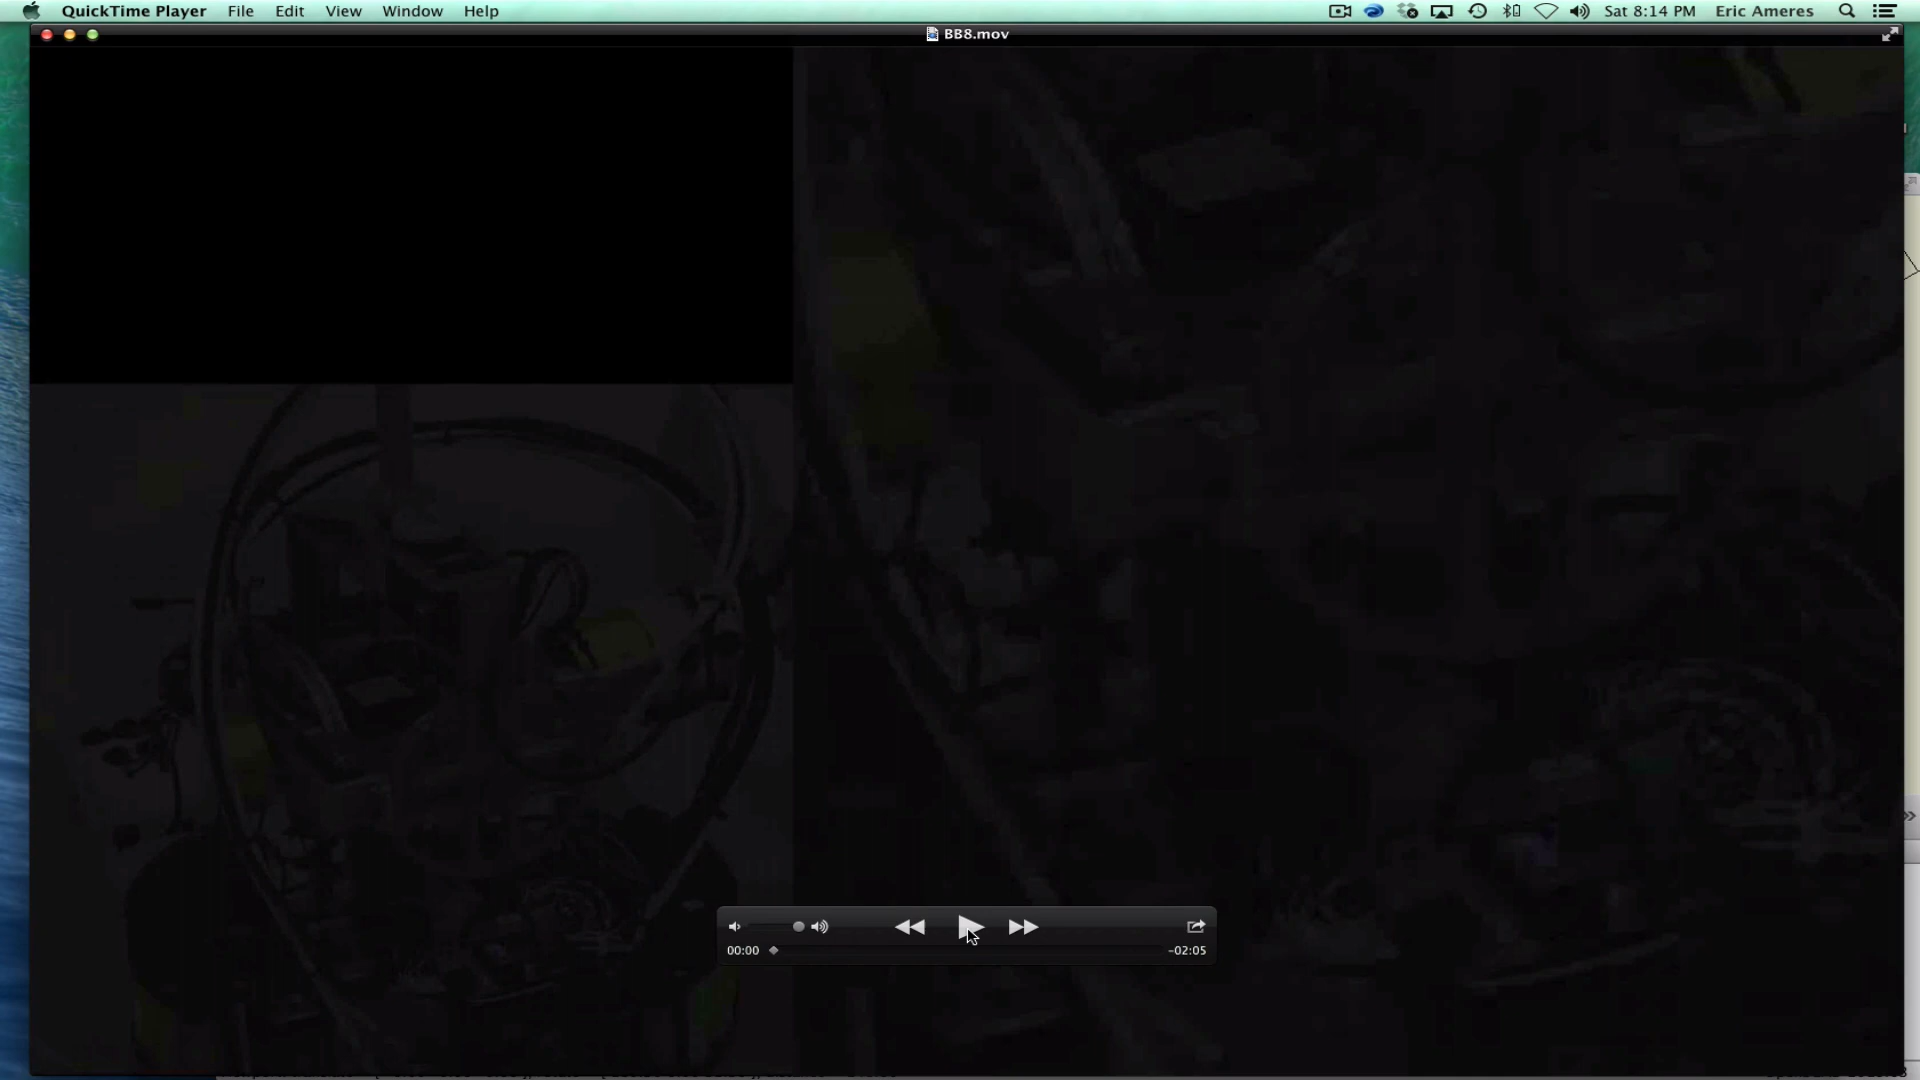 QuickTime Player File Edit View Window Help Sat 8:14 PM Eric Ameres
BB8.mov
00:00 -02:05